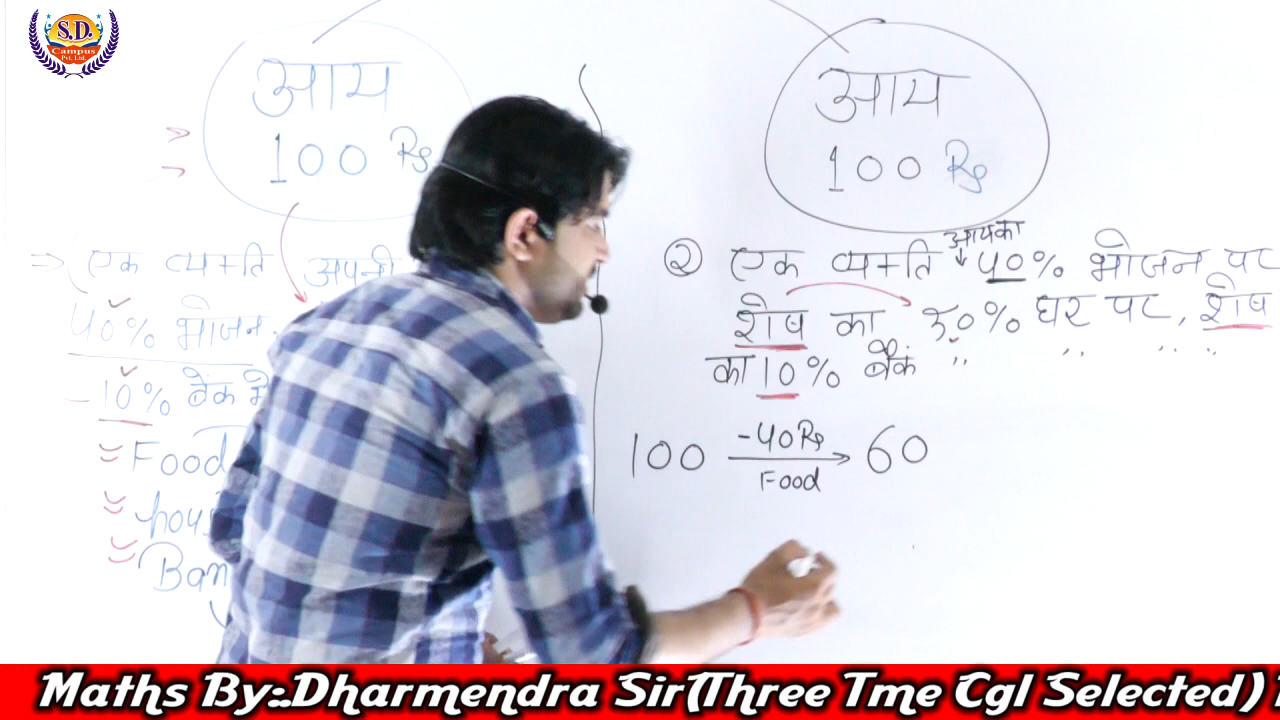 S.D.
Campus
Pvt. Ltd.
आय
100 Rs
एक व्यक्ति अपनी
40% भोजन
10% बैंक में
Food
आय
100 Rs
आयका
② एक व्यक्ति 40% भोजन पर
शेष का 30% घर पर, शेष
का 10% बैंक ,, ,, ,, ,,
100 -40Rs 60
Food
Maths By:-Dharmendra Sir(Three Tme Cgl Selected)